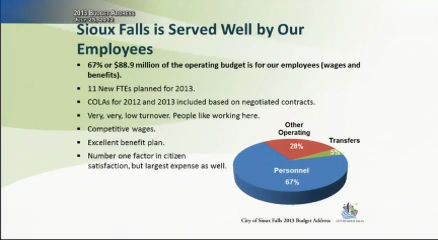 2013 BUDGET ADDRESS
Sioux Falls is Served Well by Our
Employees
▪ 67% or $88.9 million of the operating budget is for our employees (wages and
benefits).
▪ 11 New FTEs planned for 2013.
▪ COLAs for 2012 and 2013 included based on negotiated contracts.
▪ Very, very, low turnover. People like working here.
▪ Competitive wages.
▪ Excellent benefit plan.
▪ Number one factor in citizen
satisfaction, but largest expense as well.
Other
Operating
28%
Transfers
Personnel
67%
City of Sioux Falls 2013 Budget Address